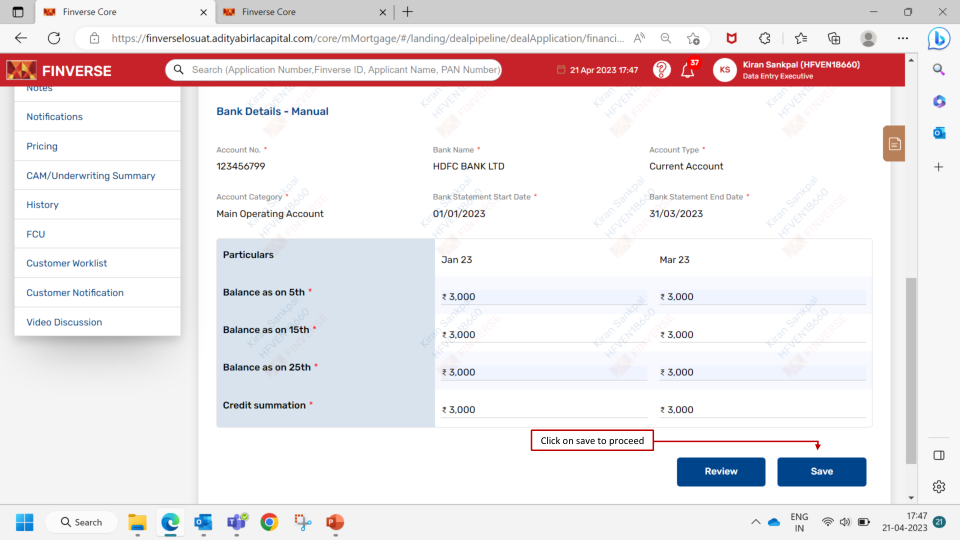 Finverse Core
Finverse Core
https://finverselosuat.adityabirlacapital.com/core/mMortgage/#/landing/dealpipeline/dealApplication/financi...
FINVERSE
Search (Application Number,Finverse ID, Applicant Name, PAN Number)
21 Apr 2023 17:47
37
KS
Kiran Sankpal (HFVEN18660)
Data Entry Executive
Notes
Notifications
Pricing
CAM/Underwriting Summary
History
FCU
Customer Worklist
Customer Notification
Video Discussion
Bank Details - Manual
Account No. *
Bank Name *
Account Type *
123456799
HDFC BANK LTD
Current Account
Account Category *
Bank Statement Start Date *
Bank Statement End Date *
Main Operating Account
01/01/2023
31/03/2023
Particulars
Jan 23
Mar 23
Balance as on 5th *
₹ 3,000
₹ 3,000
Balance as on 15th *
₹ 3,000
₹ 3,000
Balance as on 25th *
₹ 3,000
₹ 3,000
Credit summation *
₹ 3,000
₹ 3,000
Click on save to proceed
Review
Save
Search
ENG
IN
17:47
21-04-2023
21